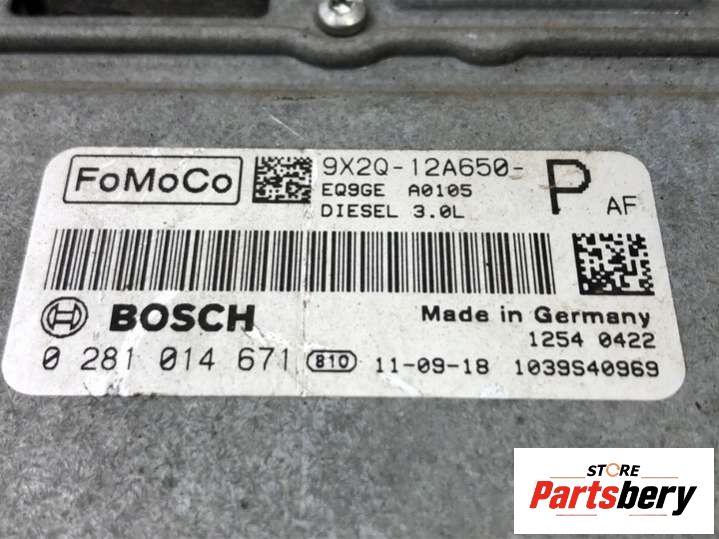 FoMoCo
9X2Q-12A650- P AF
EQ9GE A0105
DIESEL 3.0L
BOSCH
Made in Germany
1254 0422
0 281 014 671 810 11-09-18 1039S40969
STORE
Partsbery